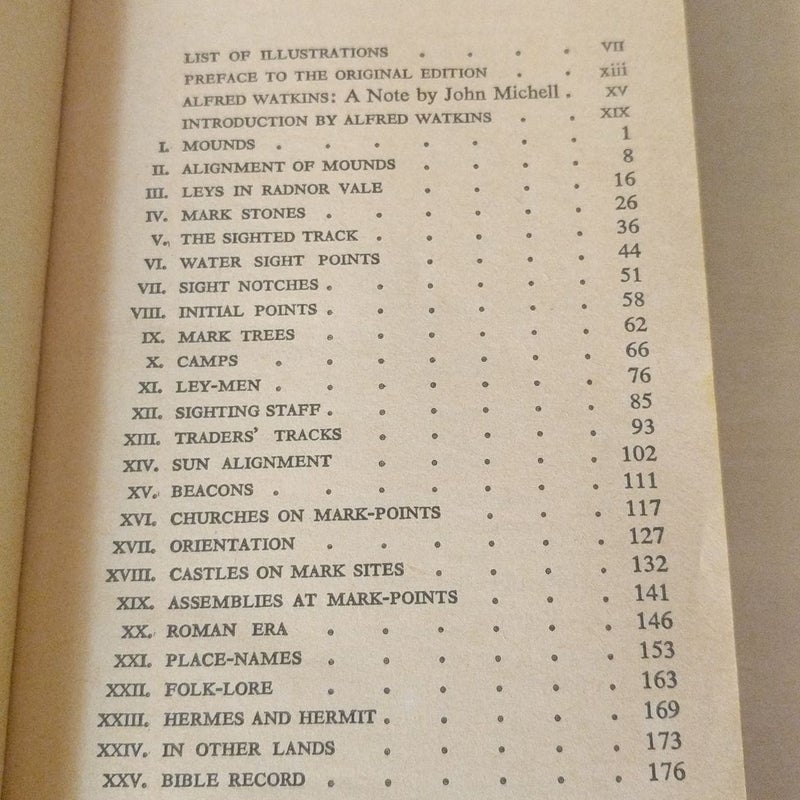 LIST OF ILLUSTRATIONS . . . . VII
PREFACE TO THE ORIGINAL EDITION . . xiii
ALFRED WATKINS: A Note by John Michell . XV
INTRODUCTION BY ALFRED WATKINS . . XIX
I. MOUNDS . . . . . . . 1
II. ALIGNMENT OF MOUNDS . . . . 8
III. LEYS IN RADNOR VALE . . . . 16
IV. MARK STONES . . . . . . 26
V. THE SIGHTED TRACK . . . . . 36
VI. WATER SIGHT POINTS . . . . 44
VII. SIGHT NOTCHES . . . . . . 51
VIII. INITIAL POINTS . . . . . . 58
IX. MARK TREES . . . . . . 62
X. CAMPS . . . . . . . 66
XI. LEY-MEN . . . . . . . 76
XII. SIGHTING STAFF . . . . . . 85
XIII. TRADERS' TRACKS . . . . . 93
XIV. SUN ALIGNMENT . . . . . 102
XV. BEACONS . . . . . . . 111
XVI. CHURCHES ON MARK-POINTS . . . 117
XVII. ORIENTATION . . . . . . 127
XVIII. CASTLES ON MARK SITES . . . . 132
XIX. ASSEMBLIES AT MARK-POINTS . . . 141
XX. ROMAN ERA . . . . . . 146
XXI. PLACE-NAMES . . . . . . 153
XXII. FOLK-LORE . . . . . . 163
XXIII. HERMES AND HERMIT . . . . . 169
XXIV. IN OTHER LANDS . . . . . 173
XXV. BIBLE RECORD . . . . . . 176